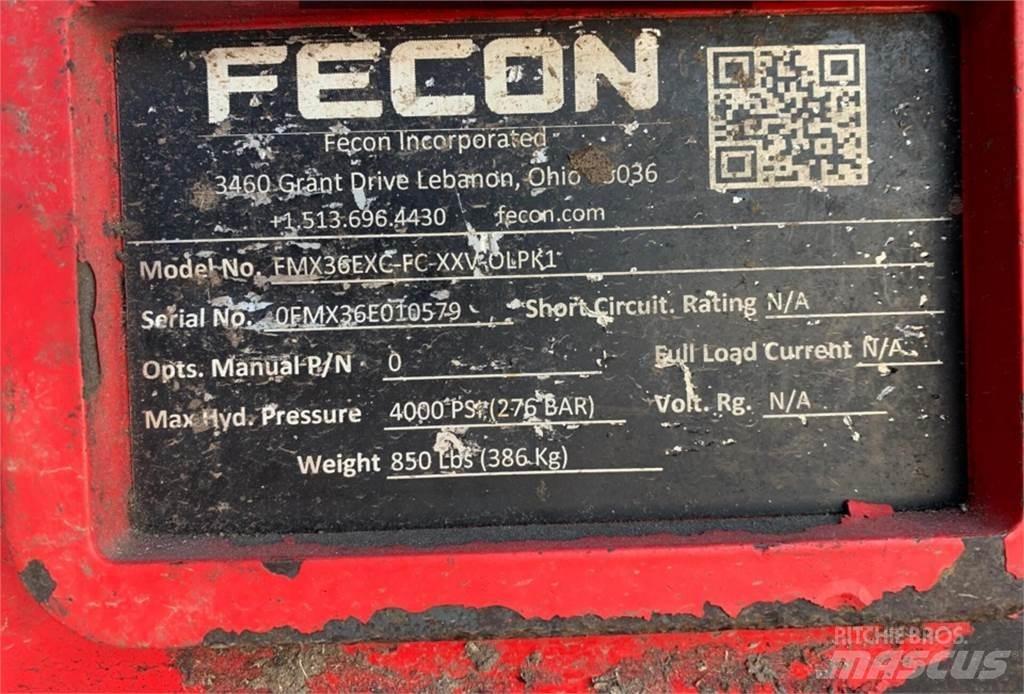 FECON
Fecon Incorporated
3460 Grant Drive Lebanon, Ohio
+1.513.696.4430 fecon.com
Model No. FMX36EXC-FC-XXV-OLPK1
Serial No. 0FMX36E010579 Short Circuit. Rating N/A
Opts. Manual P/N 0 Full Load Current N/A
Max Hyd. Pressure 4000 PSI (276 BAR) Volt. Rg. N/A
Weight 850 Lbs (386 Kg)
RITCHIE BROS.
MASCUS